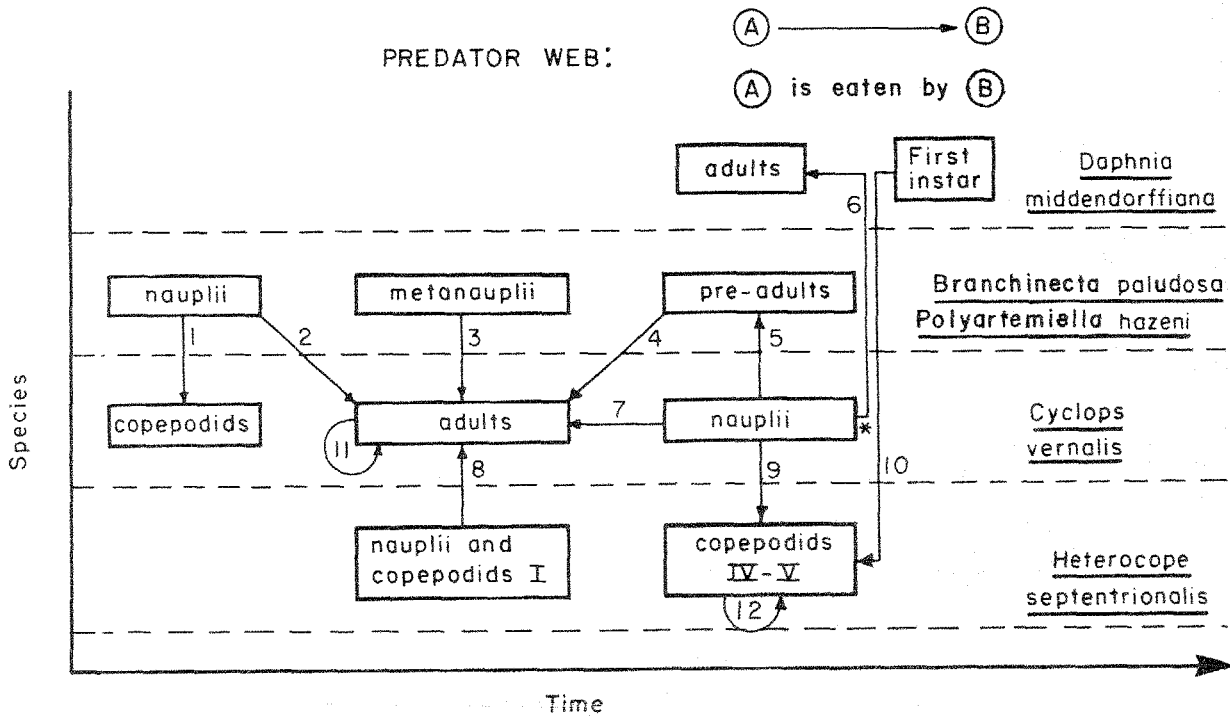 PREDATOR WEB:
A → B
A is eaten by B
adults
First
instar
Daphnia
middendorffiana
6
nauplii
metanauplii
pre-adults
Branchinecta paludosa
Polyartemiella hazeni
1
2
3
4
5
copepodids
adults
nauplii
*
Cyclops
vernalis
7
11
8
9
10
nauplii and
copepodids I
copepodids
IV-V
Heterocope
septentrionalis
12
Species
Time